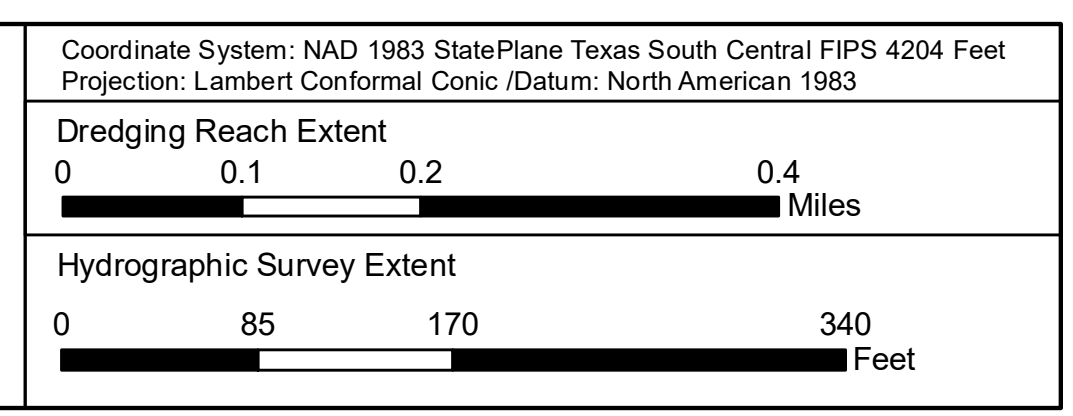 Coordinate System: NAD 1983 StatePlane Texas South Central FIPS 4204 Feet
Projection: Lambert Conformal Conic /Datum: North American 1983
Dredging Reach Extent
0 0.1 0.2 0.4
Miles
Hydrographic Survey Extent
0 85 170 340
Feet